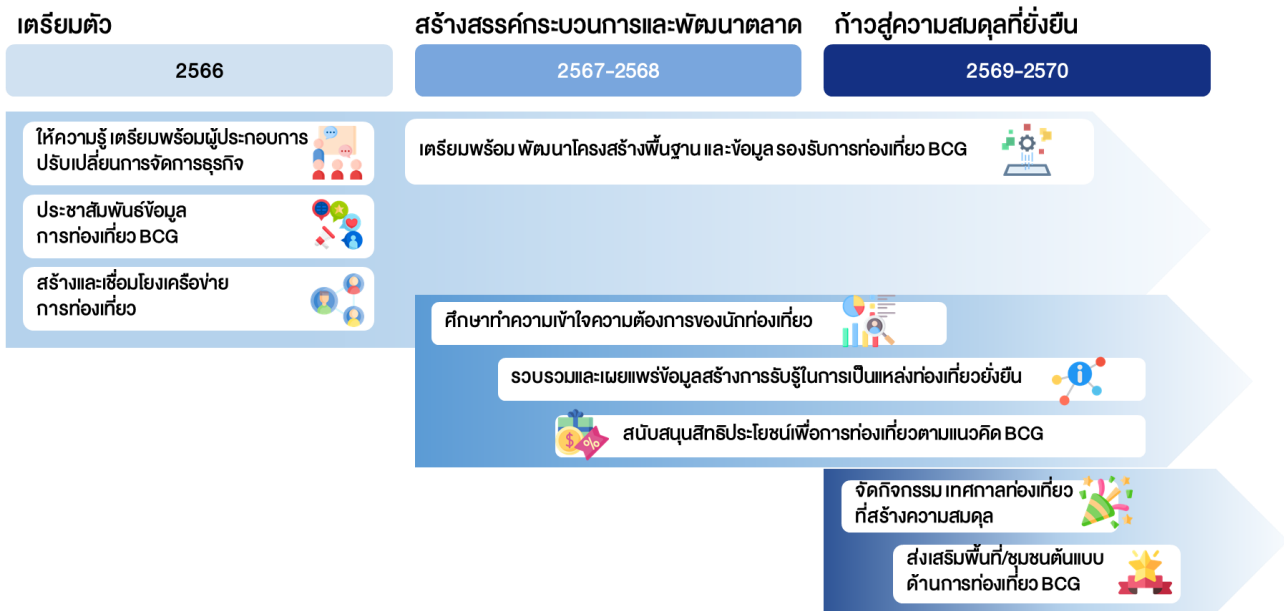 เตรียมตัว
สร้างสรรค์กระบวนการและพัฒนาตลาด
ก้าวสู่ความสมดุลที่ยั่งยืน
2566
2567-2568
2569-2570
ให้ความรู้ เตรียมพร้อมผู้ประกอบการ
ปรับเปลี่ยนการจัดการธุรกิจ
เตรียมพร้อม พัฒนาโครงสร้างพื้นฐาน และข้อมูล รองรับการท่องเที่ยว BCG
ประชาสัมพันธ์ข้อมูล
การท่องเที่ยว BCG
สร้างและเชื่อมโยงเครือข่าย
การท่องเที่ยว
ศึกษาทำความเข้าใจความต้องการของนักท่องเที่ยว
รวบรวมและเผยแพร่ข้อมูลสร้างการรับรู้ในการเป็นแหล่งท่องเที่ยวยั่งยืน
สนับสนุนสิทธิประโยชน์เพื่อการท่องเที่ยวตามแนวคิด BCG
จัดกิจกรรม เทศกาลท่องเที่ยว
ที่สร้างความสมดุล
ส่งเสริมพื้นที่/ชุมชนต้นแบบ
ด้านการท่องเที่ยว BCG